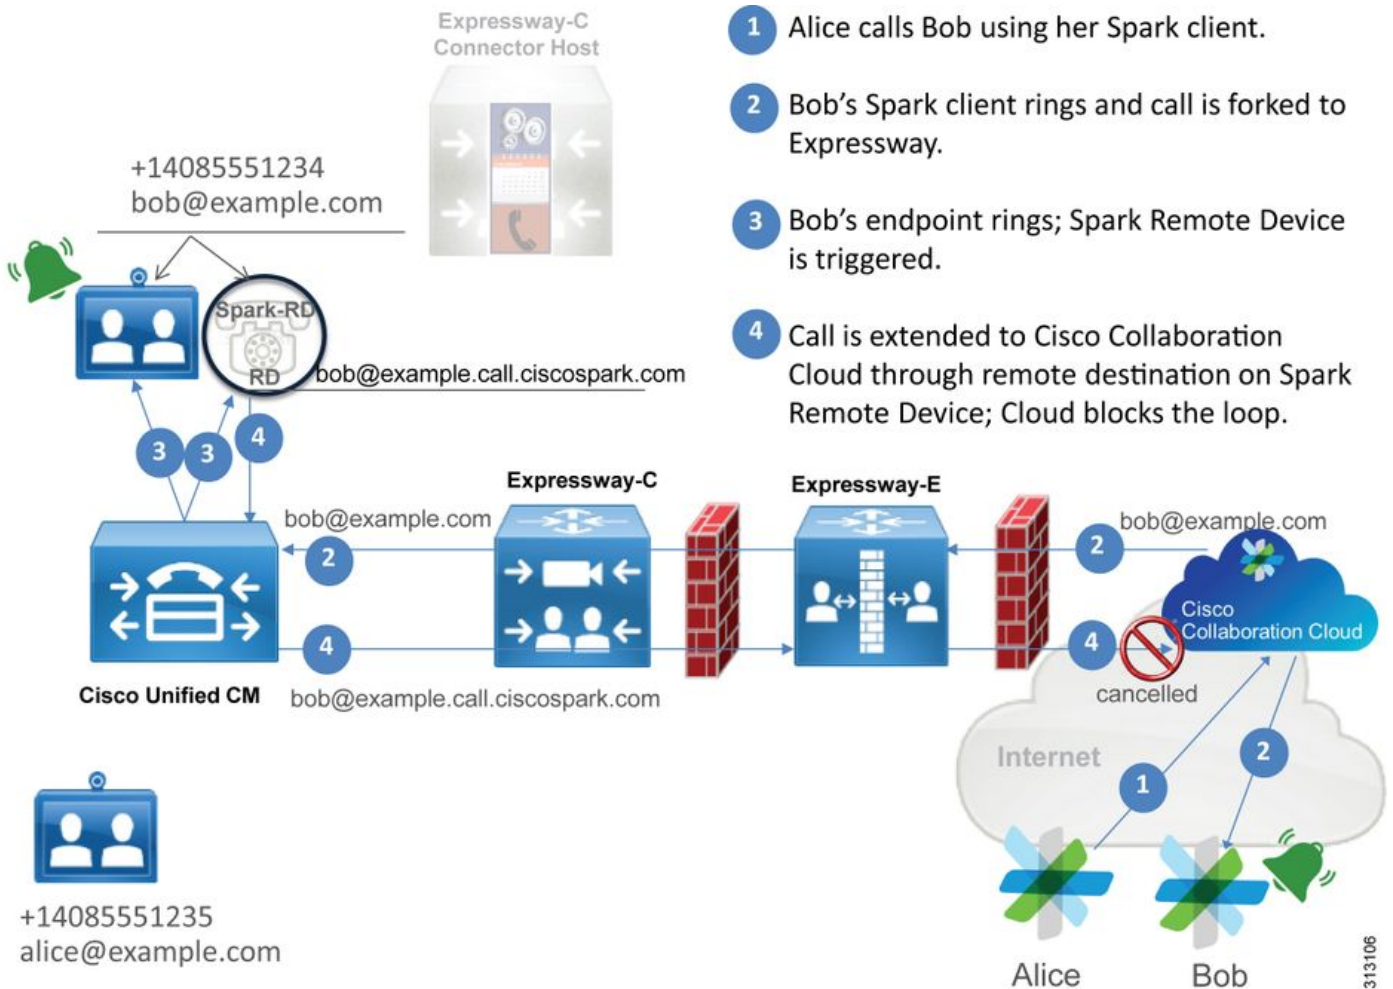 Expressway-C
Connector Host
1 Alice calls Bob using her Spark client.
2 Bob’s Spark client rings and call is forked to
Expressway.
3 Bob’s endpoint rings; Spark Remote Device
is triggered.
4 Call is extended to Cisco Collaboration
Cloud through remote destination on Spark
Remote Device; Cloud blocks the loop.
+14085551234
bob@example.com
Spark-RD
RD
bob@example.call.ciscospark.com
3
3
4
Expressway-C
Expressway-E
bob@example.com
bob@example.com
2
2
Cisco
Collaboration Cloud
4
4
Cisco Unified CM
bob@example.call.ciscospark.com
cancelled
Internet
1
2
+14085551235
alice@example.com
Alice
Bob
313106